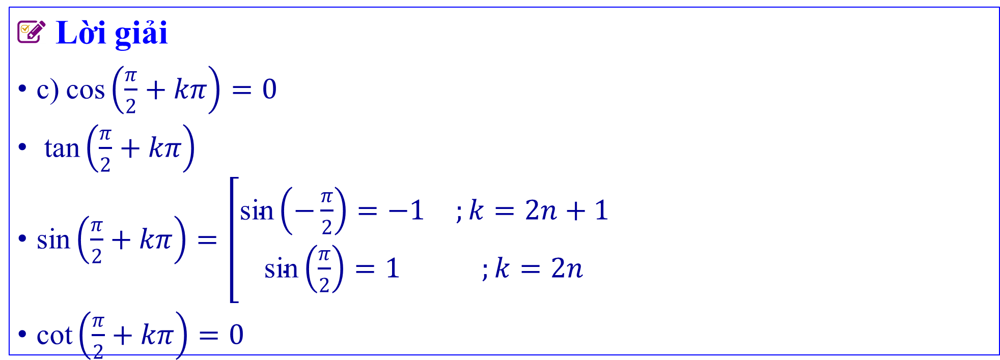 Lời giải
• c) cos(π/2 + kπ) = 0
• tan(π/2 + kπ)
• sin(π/2 + kπ) = [ sin(−π/2) = −1 ; k = 2n + 1
sin(π/2) = 1 ; k = 2n
• cot(π/2 + kπ) = 0